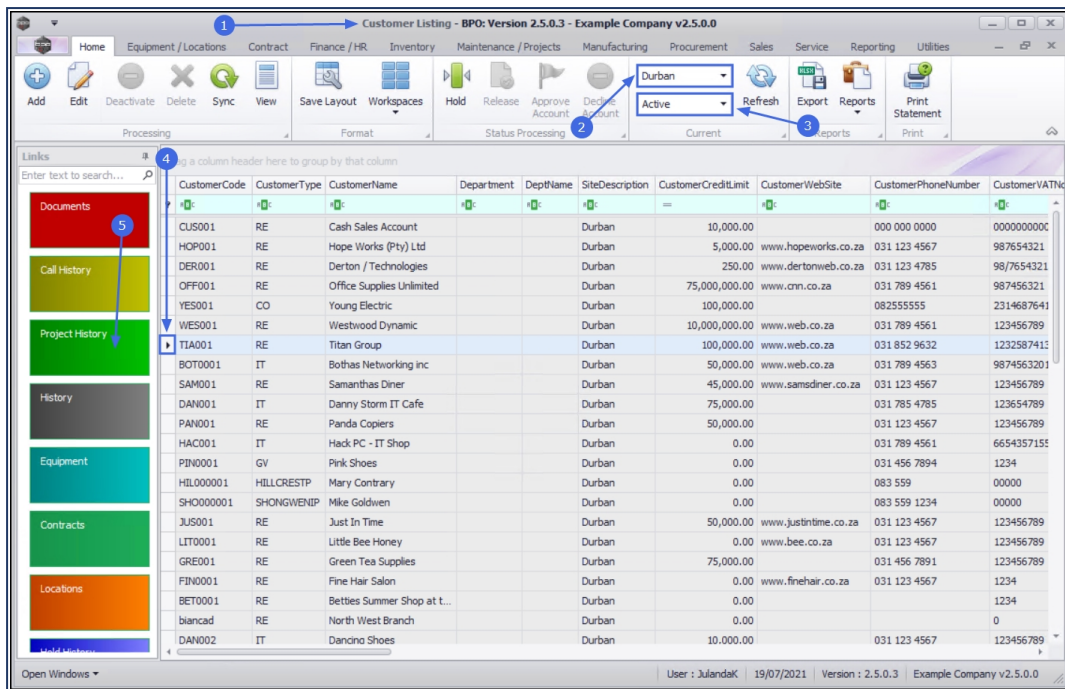 1
Customer Listing - BPO: Version 2.5.0.3 - Example Company v2.5.0.0
Home Equipment / Locations Contract Finance / HR Inventory Maintenance / Projects Manufacturing Procurement Sales Service Reporting Utilities
Add Edit Deactivate Delete Sync View Save Layout Workspaces Hold Release Approve Account Decline Account Durban Active Refresh Export Reports Print Statement
2 3
Processing Format Status Processing Current Reports Print
Links
4
a column header here to group by that column
Enter text to search...
CustomerCode CustomerType CustomerName Department DeptName SiteDescription CustomerCreditLimit CustomerWebSite CustomerPhoneNumber CustomerVATNo
Documents
5
=
CUS001 RE Cash Sales Account Durban 10,000.00 000 000 0000 0000000000
HOP001 RE Hope Works (Pty) Ltd Durban 5,000.00 www.hopeworks.co.za 031 123 4567 987654321
Call History
DER001 RE Derton / Technologies Durban 250.00 www.dertonweb.co.za 031 123 4785 98/7654321
OFF001 RE Office Supplies Unlimited Durban 75,000,000.00 www.cnn.co.za 031 789 4561 987456321
YES001 CO Young Electric Durban 100,000.00 082555555 2314687641
Project History
WES001 RE Westwood Dynamic Durban 10,000,000.00 www.web.co.za 031 789 4561 123456789
TIA001 RE Titan Group Durban 100,000.00 www.web.co.za 031 852 9632 1232587413
BOT0001 IT Bothas Networking inc Durban 50,000.00 www.web.co.za 031 789 4563 9874563201
SAM001 RE Samanthas Diner Durban 45,000.00 www.samsdiner.co.za 031 123 4567 123456789
History
DAN001 IT Danny Storm IT Cafe Durban 75,000.00 031 785 4785 123654789
PAN001 RE Panda Copiers Durban 50,000.00 031 123 4567 123456789
HAC001 IT Hack PC - IT Shop Durban 0.00 031 789 4561 6654357155
Equipment
PIN0001 GV Pink Shoes Durban 0.00 031 456 7894 1234
HIL000001 HILLCRESTP Mary Contrary Durban 0.00 083 559 00000
SHO000001 SHONGWENIP Mike Goldwen Durban 0.00 083 559 1234 00000
Contracts
JUS001 RE Just In Time Durban 50,000.00 www.justintime.co.za 031 123 4567 123456789
LIT0001 RE Little Bee Honey Durban 0.00 www.bee.co.za 031 123 4567 123456789
GRE001 RE Green Tea Supplies Durban 75,000.00 031 456 7891 123456789
Locations
FIN0001 RE Fine Hair Salon Durban 0.00 www.finehair.co.za 031 123 4567 1234
BET0001 RE Betties Summer Shop at t... Durban 0.00 1234
biancad RE North West Branch Durban 0.00 0
Hold History
DAN002 IT Dancing Shoes Durban 10,000.00 031 123 4567 123456789
Open Windows User : JulandaK 19/07/2021 Version : 2.5.0.3 Example Company v2.5.0.0